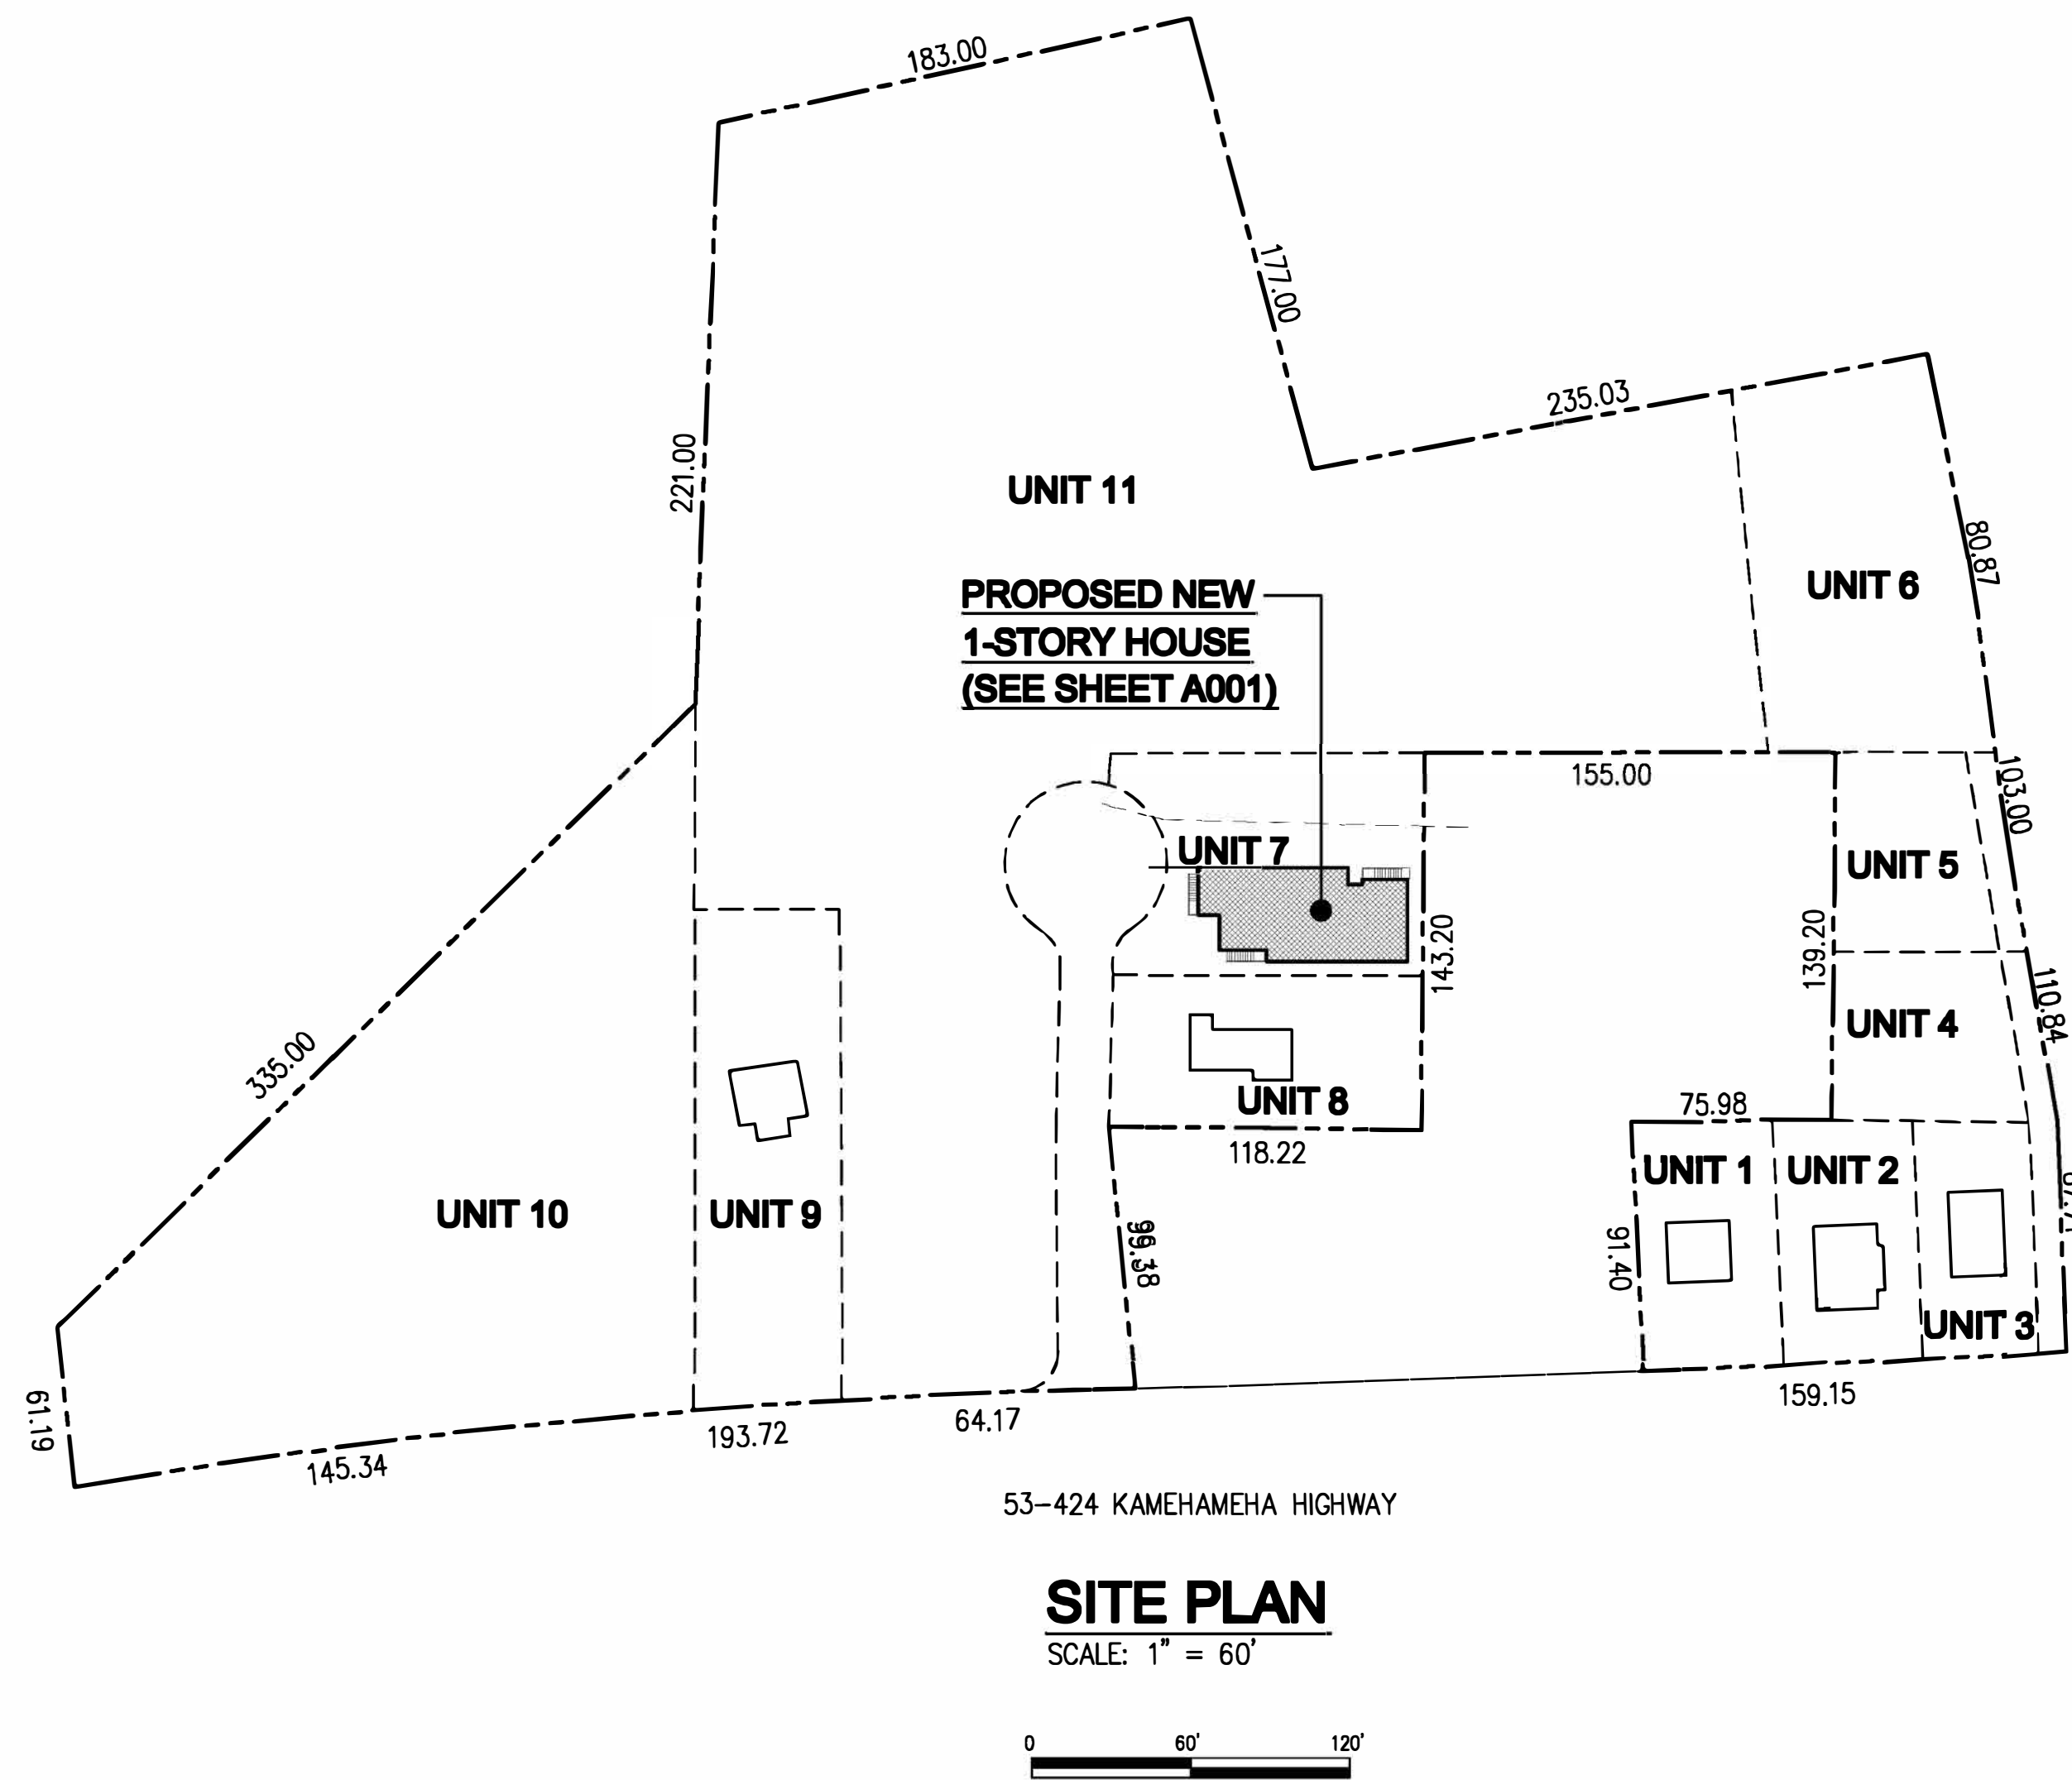 183.00
177.00
235.03
221.00
UNIT 11
80.87
UNIT 6
PROPOSED NEW
1-STORY HOUSE
(SEE SHEET A001)
155.00
103.00
UNIT 7
UNIT 5
143.20
139.20
110.84
UNIT 4
335.00
UNIT 8
75.98
118.22
UNIT 1
UNIT 2
UNIT 10
UNIT 9
91.40
UNIT 3
61.19
159.15
64.17
193.72
145.34
53-424 KAMEHAMEHA HIGHWAY
SITE PLAN
SCALE: 1" = 60'
0 60' 120'